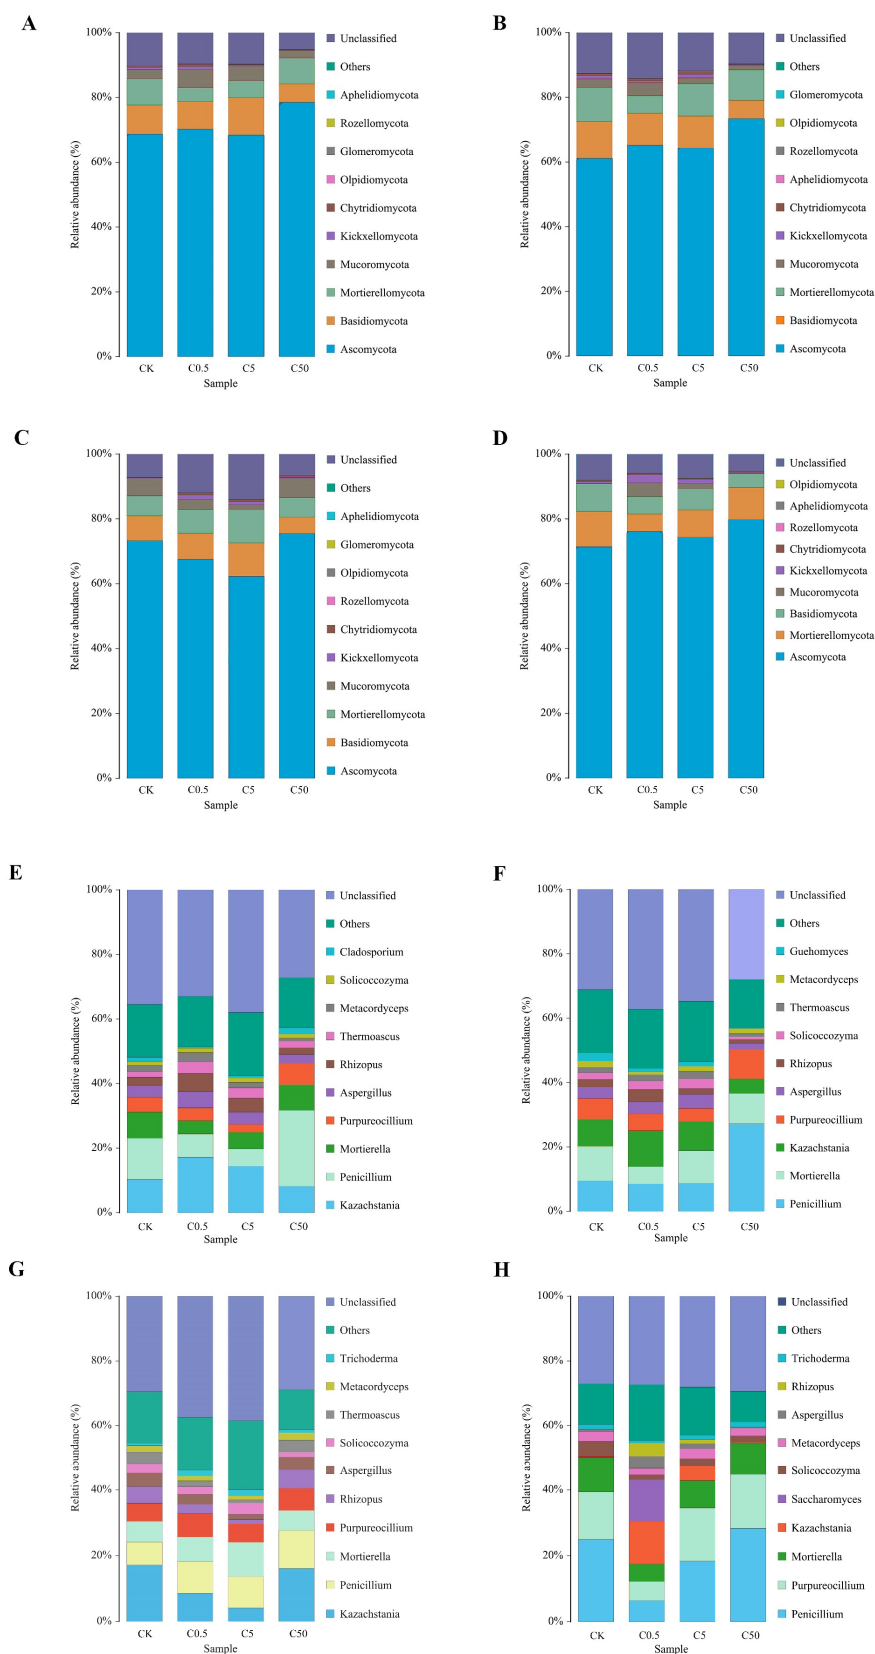 A
Relative abundance (%)
100%
80%
60%
40%
20%
0%
CK
C0.5
C5
C50
Sample
Unclassified
Others
Aphelidiomycota
Rozellomycota
Glomeromycota
Olpidiomycota
Chytridiomycota
Kickxellomycota
Mucoromycota
Mortierellomycota
Basidiomycota
Ascomycota
B
Relative abundance (%)
100%
80%
60%
40%
20%
0%
CK
C0.5
C5
C50
Sample
Unclassified
Others
Glomeromycota
Olpidiomycota
Rozellomycota
Aphelidiomycota
Chytridiomycota
Kickxellomycota
Mucoromycota
Mortierellomycota
Basidiomycota
Ascomycota
C
Relative abundance (%)
100%
80%
60%
40%
20%
0%
CK
C0.5
C5
C50
Sample
Unclassified
Others
Aphelidiomycota
Glomeromycota
Olpidiomycota
Rozellomycota
Chytridiomycota
Kickxellomycota
Mucoromycota
Mortierellomycota
Basidiomycota
Ascomycota
D
Relative abundance (%)
100%
80%
60%
40%
20%
0%
CK
C0.5
C5
C50
Sample
Unclassified
Olpidiomycota
Aphelidiomycota
Rozellomycota
Chytridiomycota
Kickxellomycota
Mucoromycota
Basidiomycota
Mortierellomycota
Ascomycota
E
Relative abundance (%)
100%
80%
60%
40%
20%
0%
CK
C0.5
C5
C50
Sample
Unclassified
Others
Cladosporium
Solicoccozyma
Metacordyceps
Thermoascus
Rhizopus
Aspergillus
Purpureocillium
Mortierella
Penicillium
Kazachstania
F
Relative abundance (%)
100%
80%
60%
40%
20%
0%
CK
C0.5
C5
C50
Sample
Unclassified
Others
Guehomyces
Metacordyceps
Thermoascus
Solicoccozyma
Rhizopus
Aspergillus
Purpureocillium
Kazachstania
Mortierella
Penicillium
G
Relative abundance (%)
100%
80%
60%
40%
20%
0%
CK
C0.5
C5
C50
Sample
Unclassified
Others
Trichoderma
Metacordyceps
Thermoascus
Solicoccozyma
Aspergillus
Rhizopus
Purpureocillium
Mortierella
Penicillium
Kazachstania
H
Relative abundance (%)
100%
80%
60%
40%
20%
0%
CK
C0.5
C5
C50
Sample
Unclassified
Others
Trichoderma
Rhizopus
Aspergillus
Metacordyceps
Solicoccozyma
Saccharomyces
Kazachstania
Mortierella
Purpureocillium
Penicillium